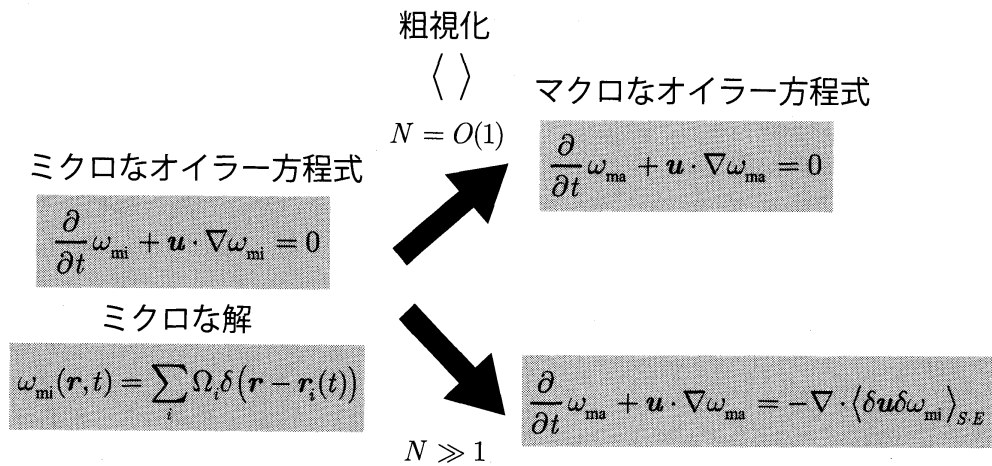 粗視化
⟨ ⟩
N = O(1)
マクロなオイラー方程式
∂/∂t ω_ma + u · ∇ω_ma = 0
ミクロなオイラー方程式
∂/∂t ω_mi + u · ∇ω_mi = 0
ミクロな解
ω_mi(r, t) = ∑_i Ω_i δ(r − r_i(t))
∂/∂t ω_ma + u · ∇ω_ma = −∇ · ⟨δuδω_mi⟩_{S·E}
N ≫ 1